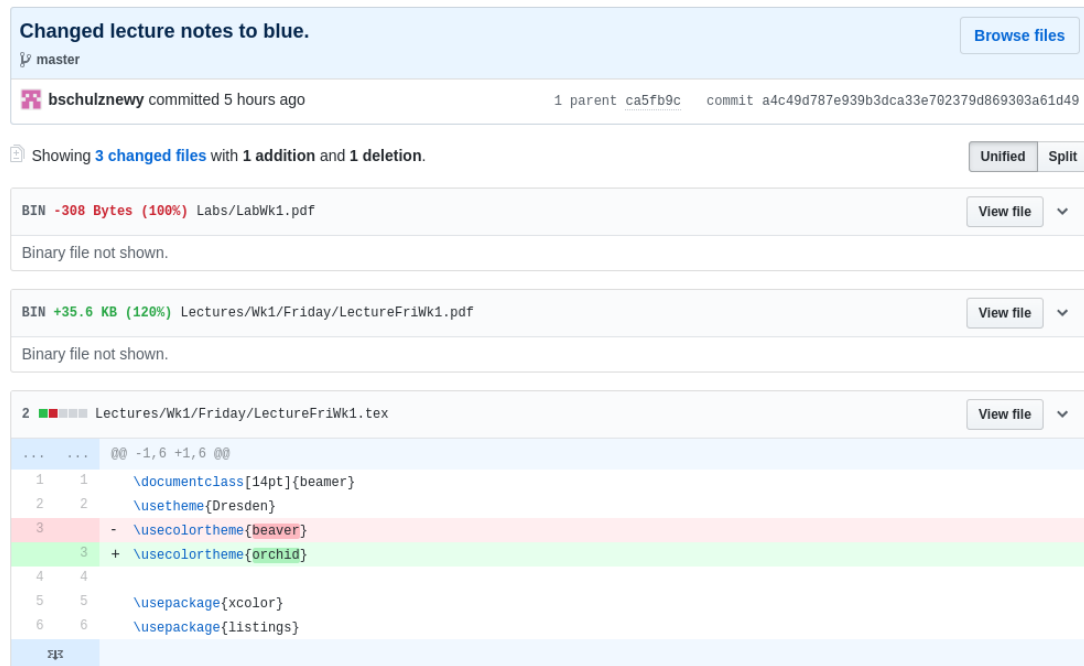 Changed lecture notes to blue.
Browse files
master
bschulznewy committed 5 hours ago 1 parent ca5fb9c commit a4c49d787e939b3dca33e702379d869303a61d49
Showing 3 changed files with 1 addition and 1 deletion. Unified Split
BIN -308 Bytes (100%) Labs/LabWk1.pdf View file
Binary file not shown.
BIN +35.6 KB (120%) Lectures/Wk1/Friday/LectureFriWk1.pdf View file
Binary file not shown.
2 Lectures/Wk1/Friday/LectureFriWk1.tex View file
... ... @@ -1,6 +1,6 @@
1 1 \documentclass[14pt]{beamer}
2 2 \usetheme{Dresden}
3 - \usecolortheme{beaver}
3 + \usecolortheme{orchid}
4 4
5 5 \usepackage{xcolor}
6 6 \usepackage{listings}